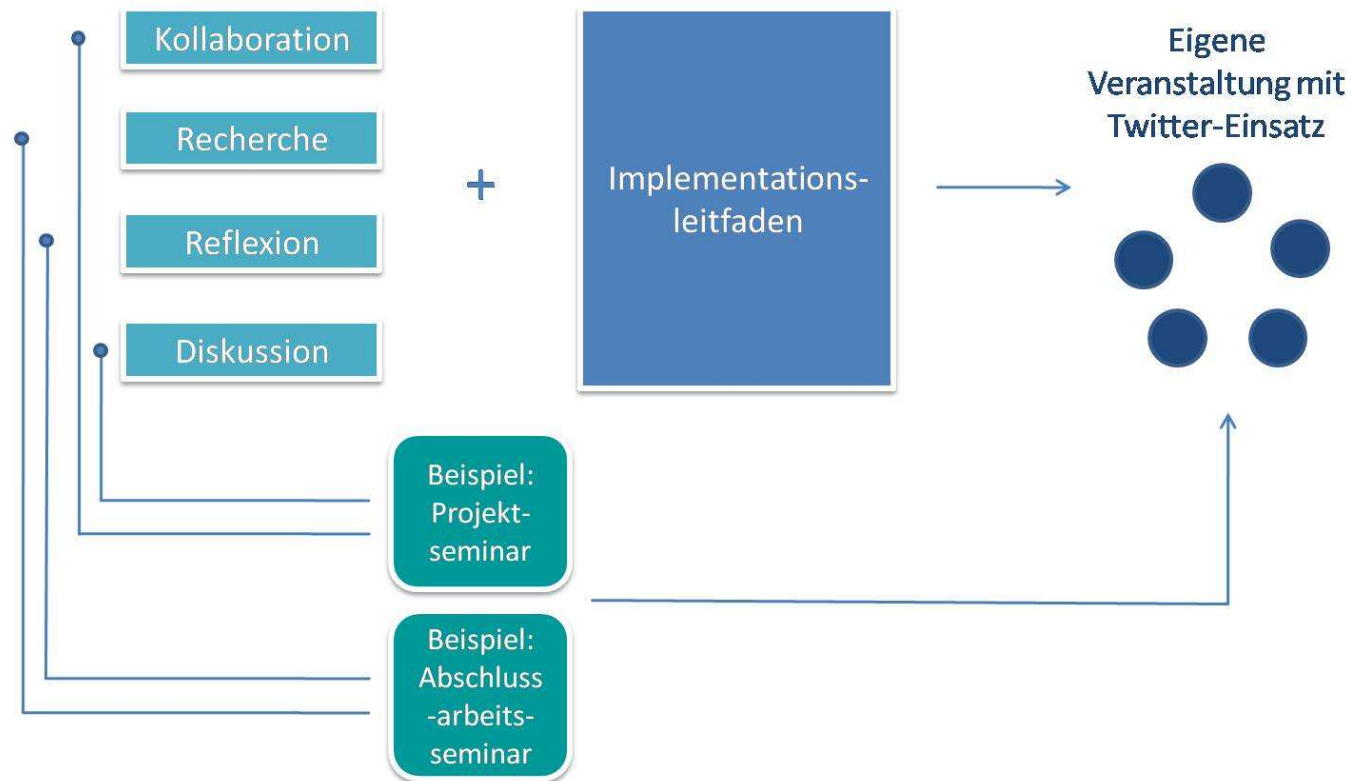 Kollaboration
Recherche
Reflexion
Diskussion
+
Implementations-
leitfaden
Eigene
Veranstaltung mit
Twitter-Einsatz
Beispiel:
Projekt-
seminar
Beispiel:
Abschluss
-arbeits-
seminar